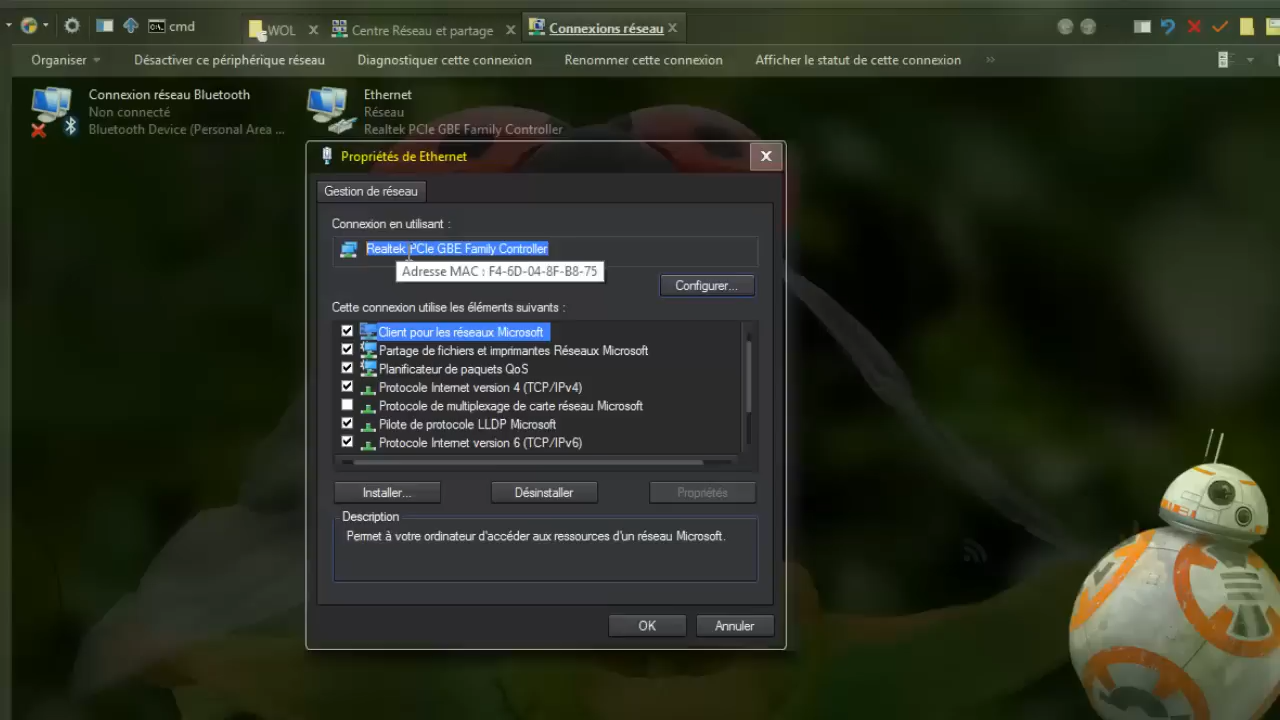 cmd
WOL
Centre Réseau et partage
Connexions réseau
Organiser
Désactiver ce périphérique réseau
Diagnostiquer cette connexion
Renommer cette connexion
Afficher le statut de cette connexion
»
Connexion réseau Bluetooth
Non connecté
Bluetooth Device (Personal Area ...
Ethernet
Réseau
Realtek PCIe GBE Family Controller
Propriétés de Ethernet
Gestion de réseau
Connexion en utilisant :
Realtek PCIe GBE Family Controller
Adresse MAC : F4-6D-04-8F-B8-75
Configurer...
Cette connexion utilise les éléments suivants :
Client pour les réseaux Microsoft
Partage de fichiers et imprimantes Réseaux Microsoft
Planificateur de paquets QoS
Protocole Internet version 4 (TCP/IPv4)
Protocole de multiplexage de carte réseau Microsoft
Pilote de protocole LLDP Microsoft
Protocole Internet version 6 (TCP/IPv6)
Installer...
Désinstaller
Propriétés
Description
Permet à votre ordinateur d'accéder aux ressources d'un réseau Microsoft.
OK
Annuler